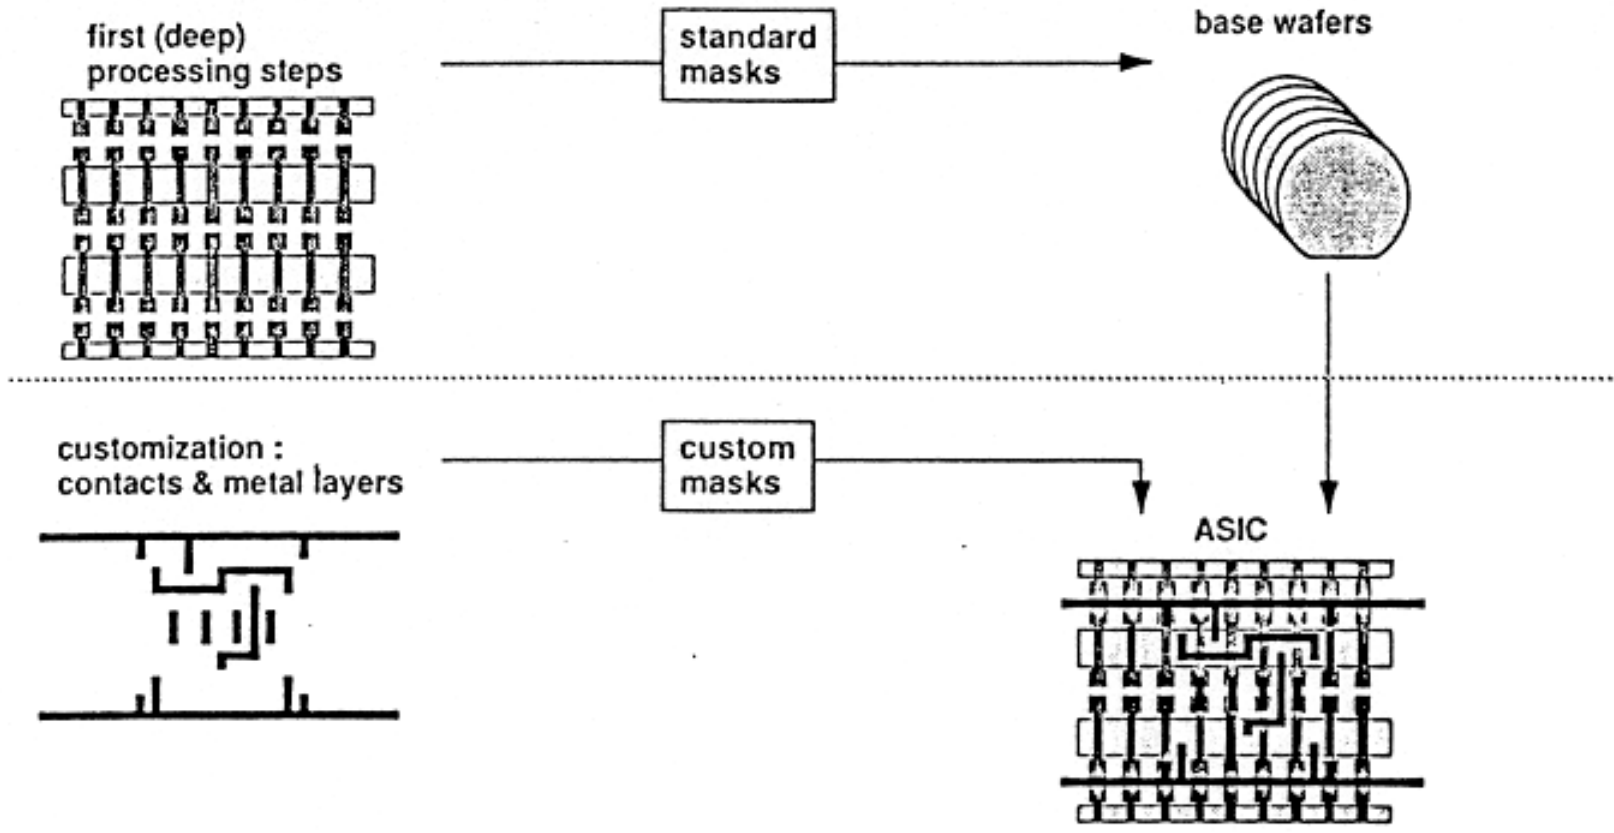 first (deep)
processing steps
standard
masks
base wafers
customization :
contacts & metal layers
custom
masks
ASIC